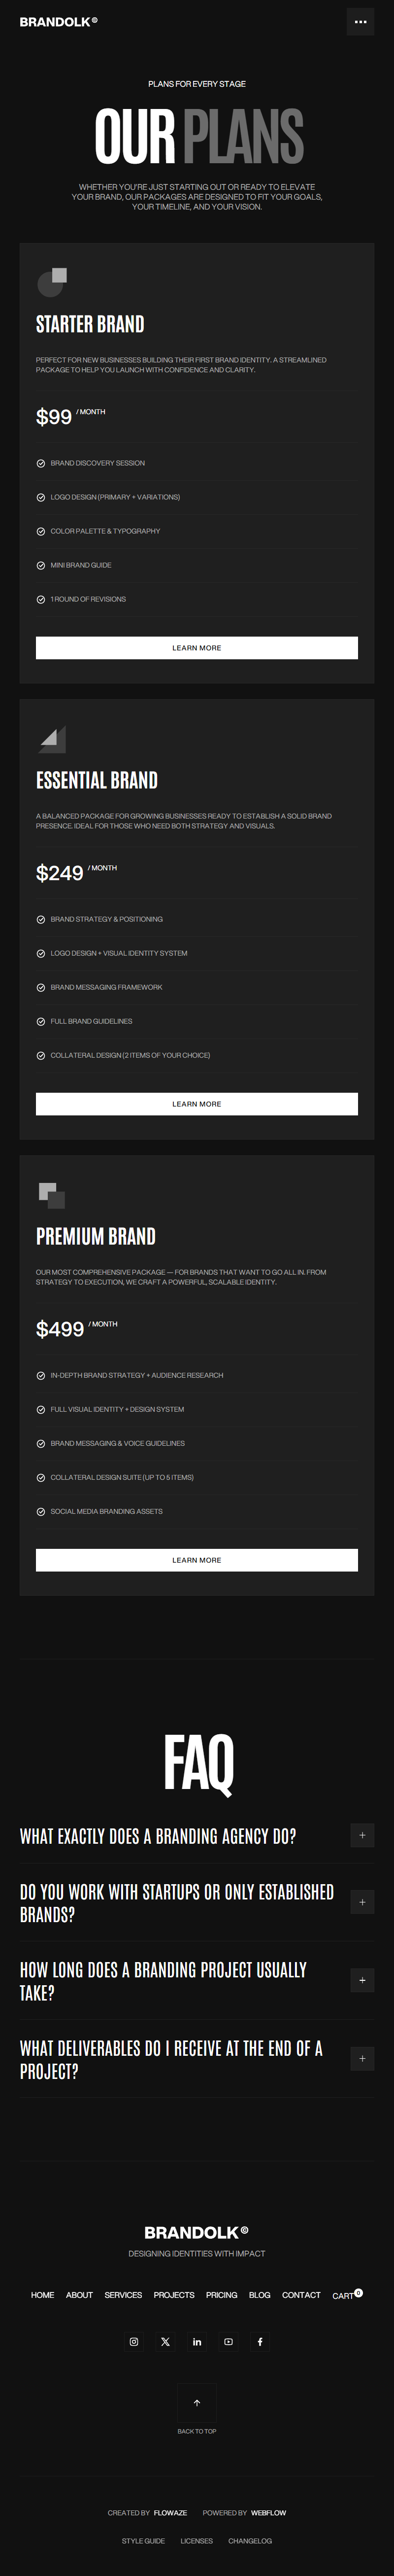 BRANDOLK®
PLANS FOR EVERY STAGE
OUR PLANS
WHETHER YOU'RE JUST STARTING OUT OR READY TO ELEVATE
YOUR BRAND, OUR PACKAGES ARE DESIGNED TO FIT YOUR GOALS,
YOUR TIMELINE, AND YOUR VISION.
STARTER BRAND
PERFECT FOR NEW BUSINESSES BUILDING THEIR FIRST BRAND IDENTITY. A STREAMLINED
PACKAGE TO HELP YOU LAUNCH WITH CONFIDENCE AND CLARITY.
$99 / MONTH
BRAND DISCOVERY SESSION
LOGO DESIGN (PRIMARY + VARIATIONS)
COLOR PALETTE & TYPOGRAPHY
MINI BRAND GUIDE
1 ROUND OF REVISIONS
LEARN MORE
ESSENTIAL BRAND
A BALANCED PACKAGE FOR GROWING BUSINESSES READY TO ESTABLISH A SOLID BRAND
PRESENCE. IDEAL FOR THOSE WHO NEED BOTH STRATEGY AND VISUALS.
$249 / MONTH
BRAND STRATEGY & POSITIONING
LOGO DESIGN + VISUAL IDENTITY SYSTEM
BRAND MESSAGING FRAMEWORK
FULL BRAND GUIDELINES
COLLATERAL DESIGN (2 ITEMS OF YOUR CHOICE)
LEARN MORE
PREMIUM BRAND
OUR MOST COMPREHENSIVE PACKAGE — FOR BRANDS THAT WANT TO GO ALL IN. FROM
STRATEGY TO EXECUTION, WE CRAFT A POWERFUL, SCALABLE IDENTITY.
$499 / MONTH
IN-DEPTH BRAND STRATEGY + AUDIENCE RESEARCH
FULL VISUAL IDENTITY + DESIGN SYSTEM
BRAND MESSAGING & VOICE GUIDELINES
COLLATERAL DESIGN SUITE (UP TO 5 ITEMS)
SOCIAL MEDIA BRANDING ASSETS
LEARN MORE
FAQ
WHAT EXACTLY DOES A BRANDING AGENCY DO?
DO YOU WORK WITH STARTUPS OR ONLY ESTABLISHED
BRANDS?
HOW LONG DOES A BRANDING PROJECT USUALLY
TAKE?
WHAT DELIVERABLES DO I RECEIVE AT THE END OF A
PROJECT?
BRANDOLK®
DESIGNING IDENTITIES WITH IMPACT
HOME ABOUT SERVICES PROJECTS PRICING BLOG CONTACT CART 0
BACK TO TOP
CREATED BY FLOWAZE POWERED BY WEBFLOW
STYLE GUIDE LICENSES CHANGELOG